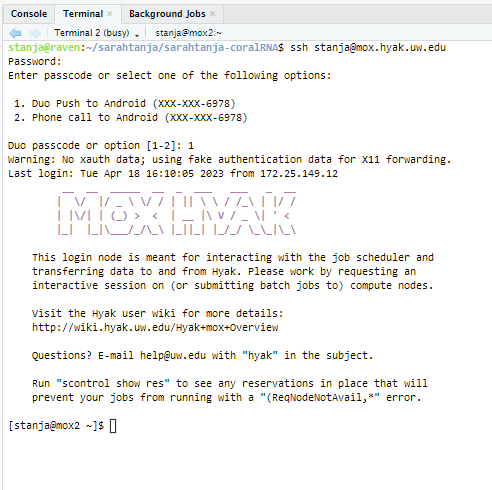 Console Terminal × Background Jobs ×
Terminal 2 (busy) stanja@mox2:~
stanja@raven:~/sarahtanja/sarahtanja-coralRNA$ ssh stanja@mox.hyak.uw.edu
Password:
Enter passcode or select one of the following options:
1. Duo Push to Android (XXX-XXX-6978)
2. Phone call to Android (XXX-XXX-6978)
Duo passcode or option [1-2]: 1
Warning: No xauth data; using fake authentication data for X11 forwarding.
Last login: Tue Apr 18 16:10:05 2023 from 172.25.149.12
MOX HYAK
This login node is meant for interacting with the job scheduler and
transferring data to and from Hyak. Please work by requesting an
interactive session on (or submitting batch jobs to) compute nodes.
Visit the Hyak user wiki for more details:
http://wiki.hyak.uw.edu/Hyak+mox+Overview
Questions? E-mail help@uw.edu with "hyak" in the subject.
Run "scontrol show res" to see any reservations in place that will
prevent your jobs from running with a "(ReqNodeNotAvail,*" error.
[stanja@mox2 ~]$